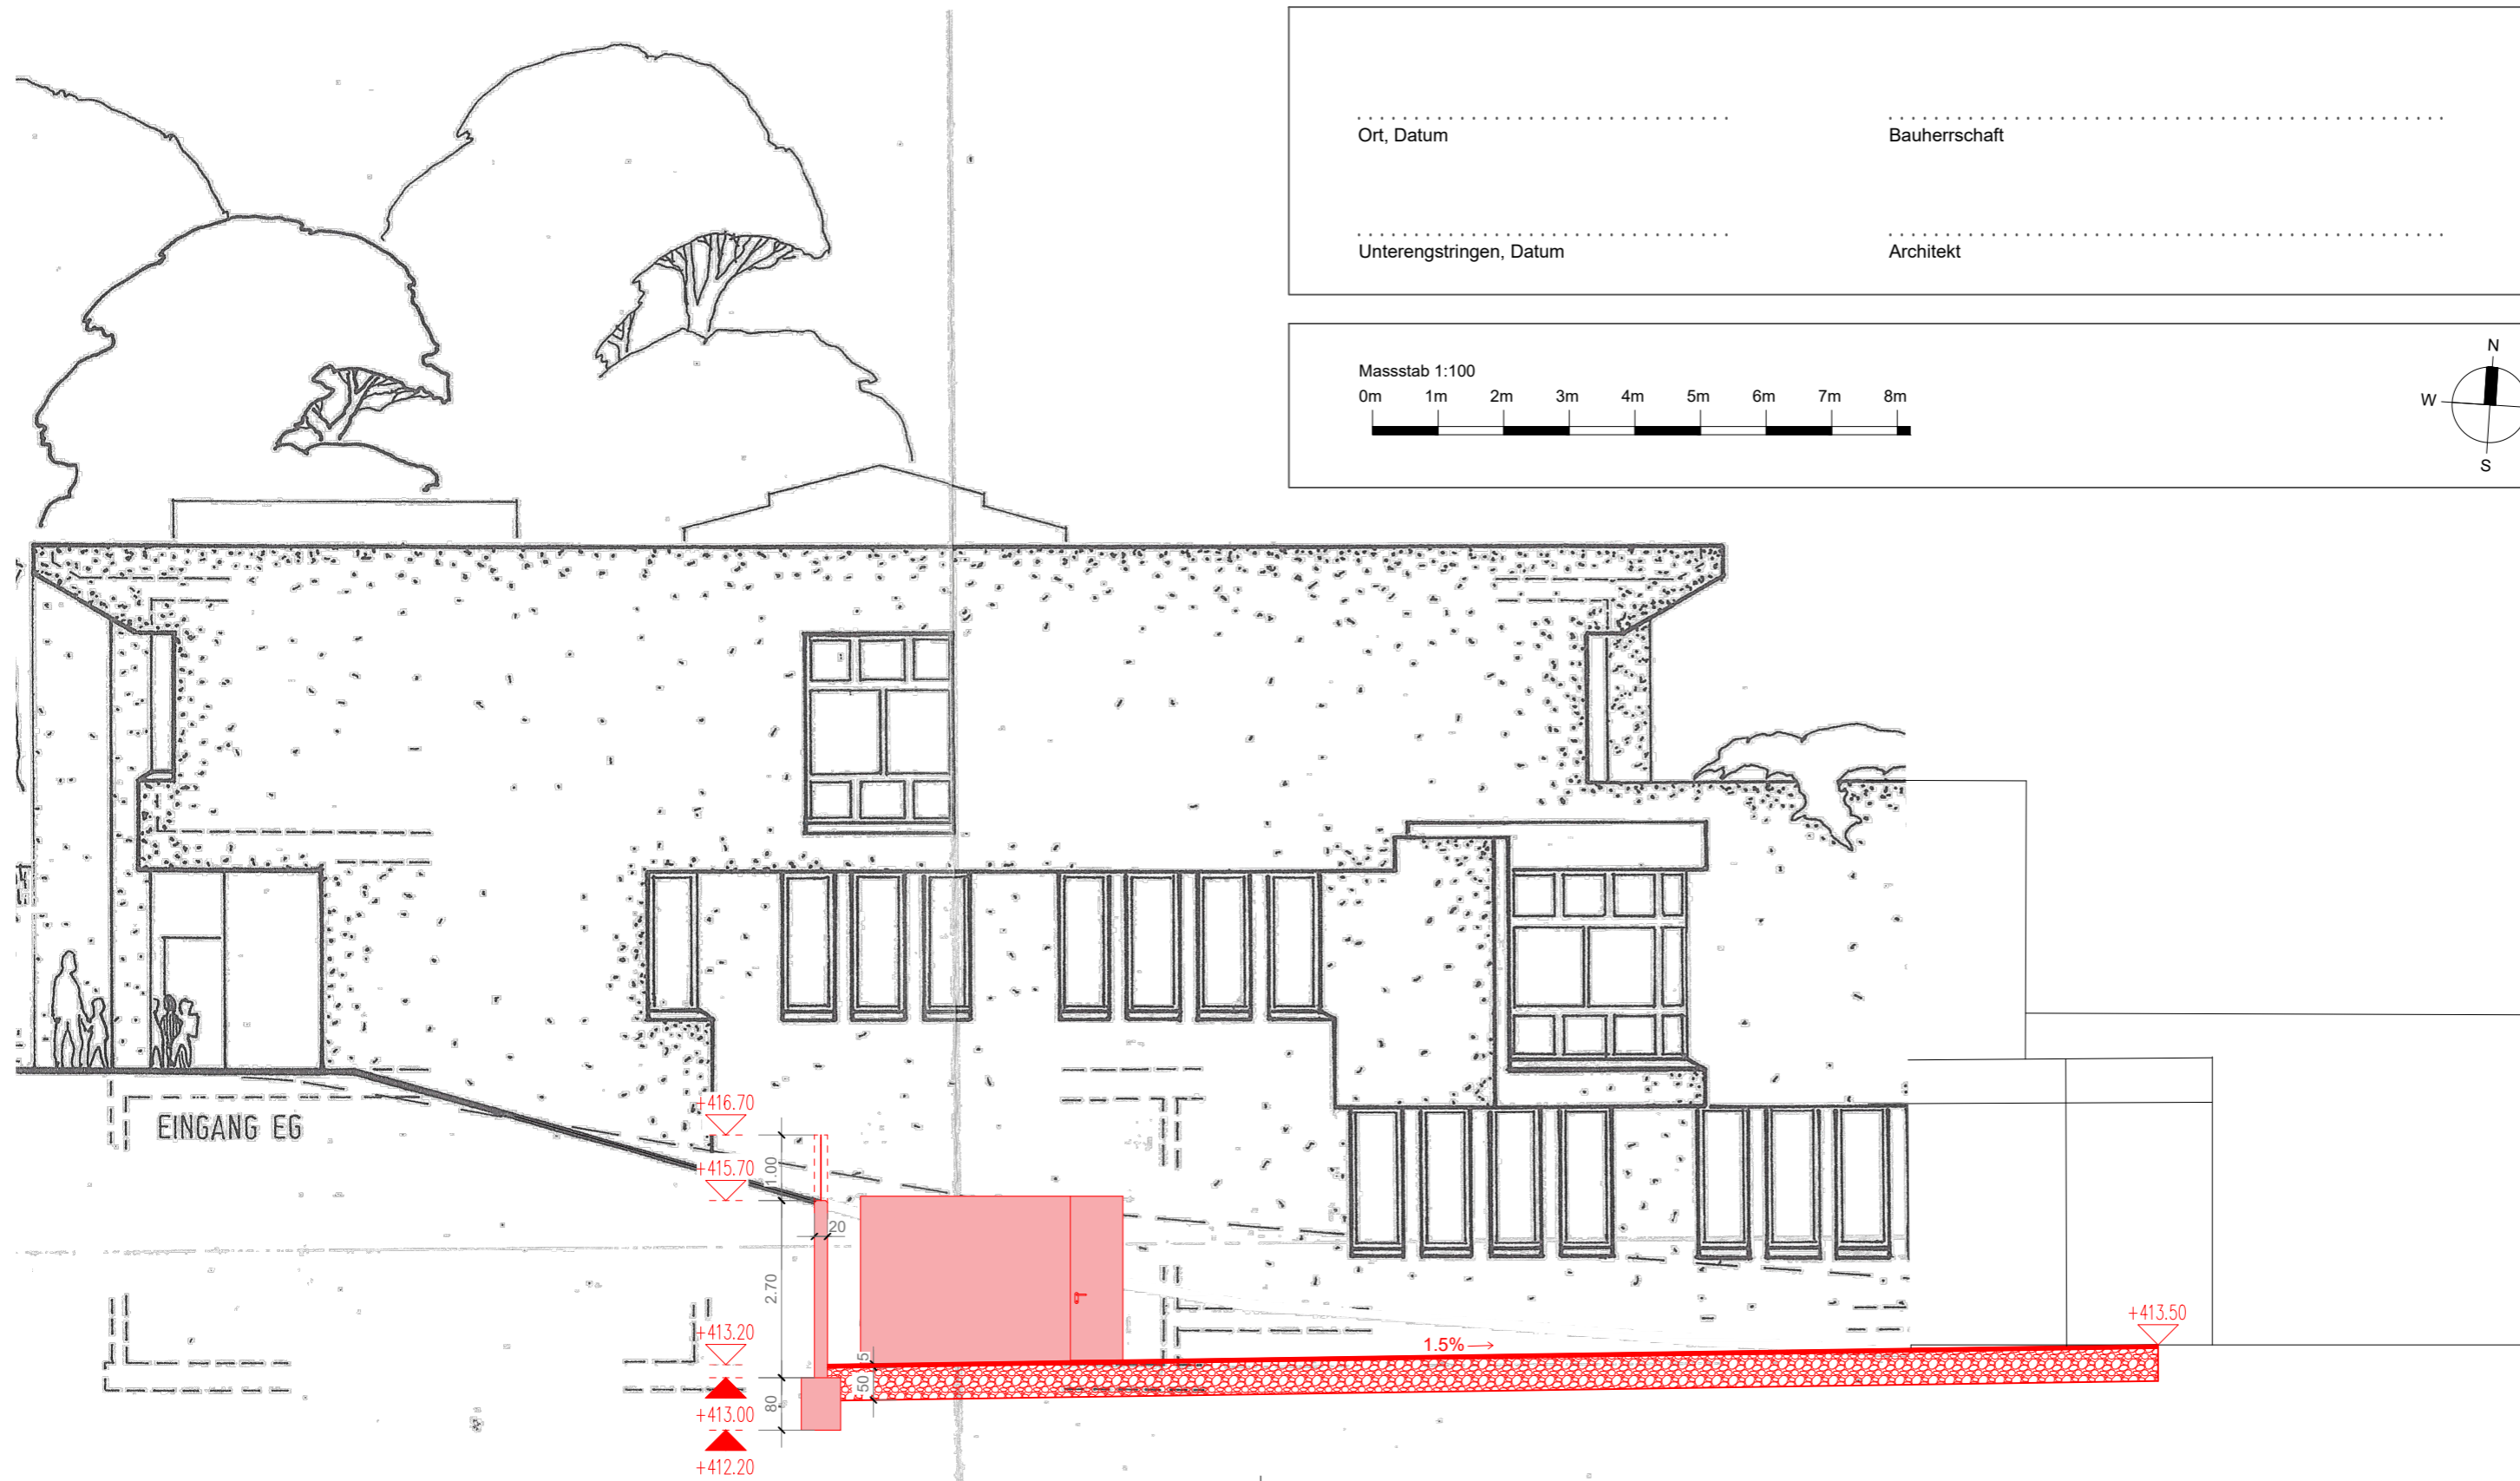 Ort, Datum
Bauherrschaft
Unterengstringen, Datum
Architekt
N
Massstab 1:100
0m 1m 2m 3m 4m 5m 6m 7m 8m
W
S
EINGANG EG
+416.70
+415.70
1.00
20
2.70
+413.20
1.5%
+413.50
5
50
80
+413.00
+412.20